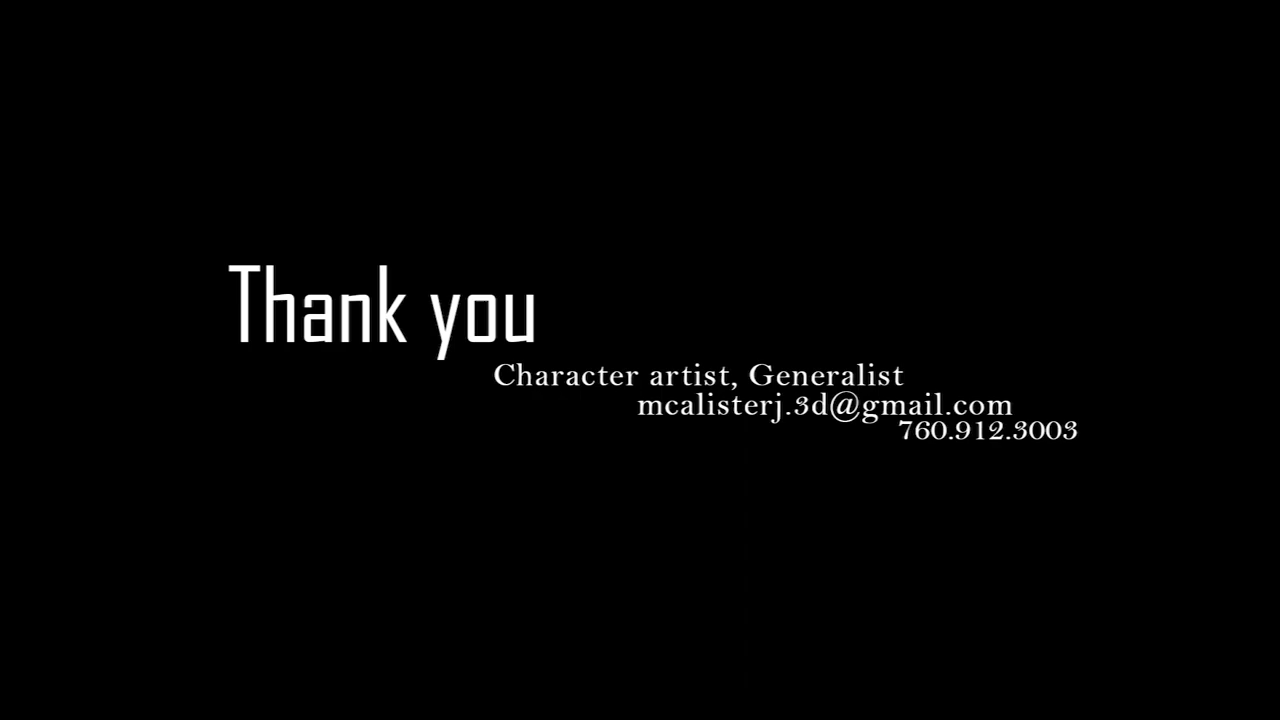 Thank you
Character artist, Generalist
mcalisterj.3d@gmail.com
760.912.3003